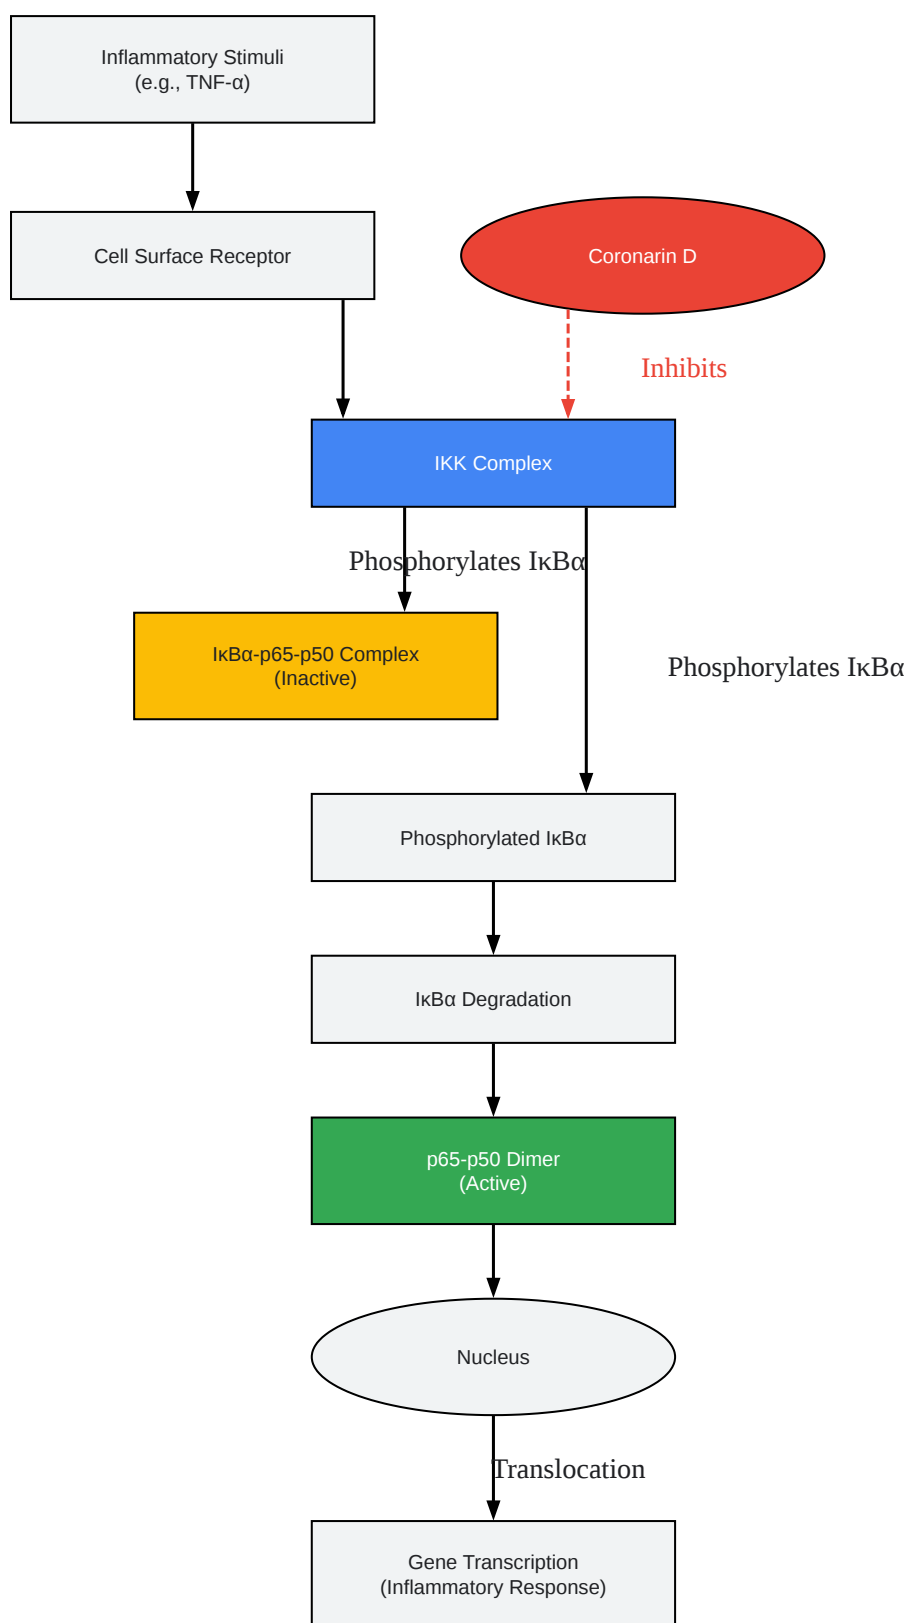 Inflammatory Stimuli
(e.g., TNF-α)
Cell Surface Receptor
Coronarin D
Inhibits
IKK Complex
Phosphorylates IκBα
IκBα-p65-p50 Complex
(Inactive)
Phosphorylates IκBα
Phosphorylated IκBα
IκBα Degradation
p65-p50 Dimer
(Active)
Nucleus
Translocation
Gene Transcription
(Inflammatory Response)